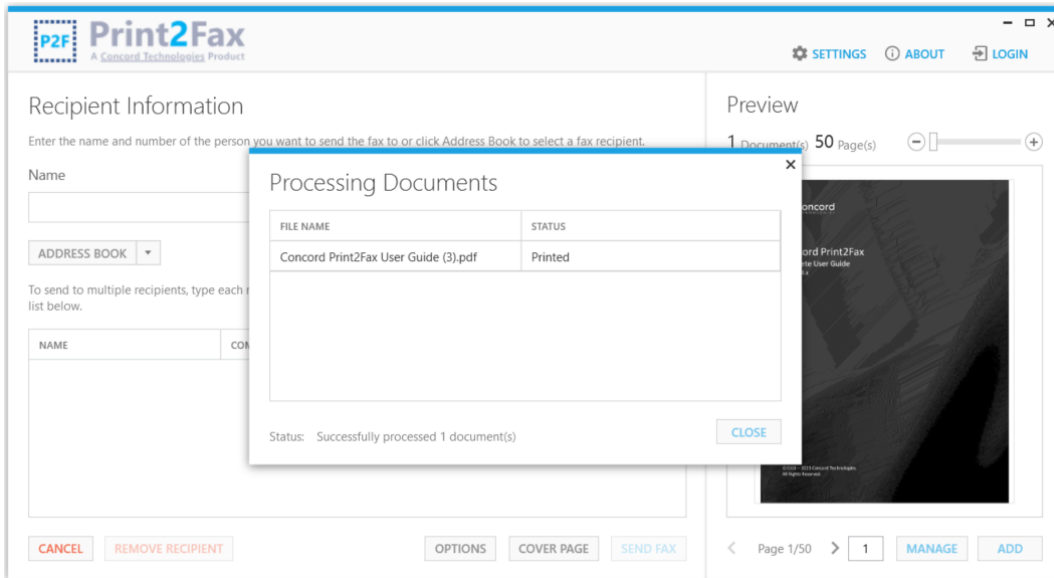 P2F Print2Fax
A Concord Technologies Product
SETTINGS ABOUT LOGIN
Recipient Information
Enter the name and number of the person you want to send the fax to or click Address Book to select a fax recipient.
Name
ADDRESS BOOK
To send to multiple recipients, type each
list below.
NAME
Processing Documents
FILE NAME STATUS
Concord Print2Fax User Guide (3).pdf Printed
Status: Successfully processed 1 document(s)
CLOSE
Preview
1 Document(s) 50 Page(s)
oncord
ord Print2Fax
ete User Guide
CANCEL REMOVE RECIPIENT OPTIONS COVER PAGE SEND FAX
Page 1/50 1 MANAGE ADD